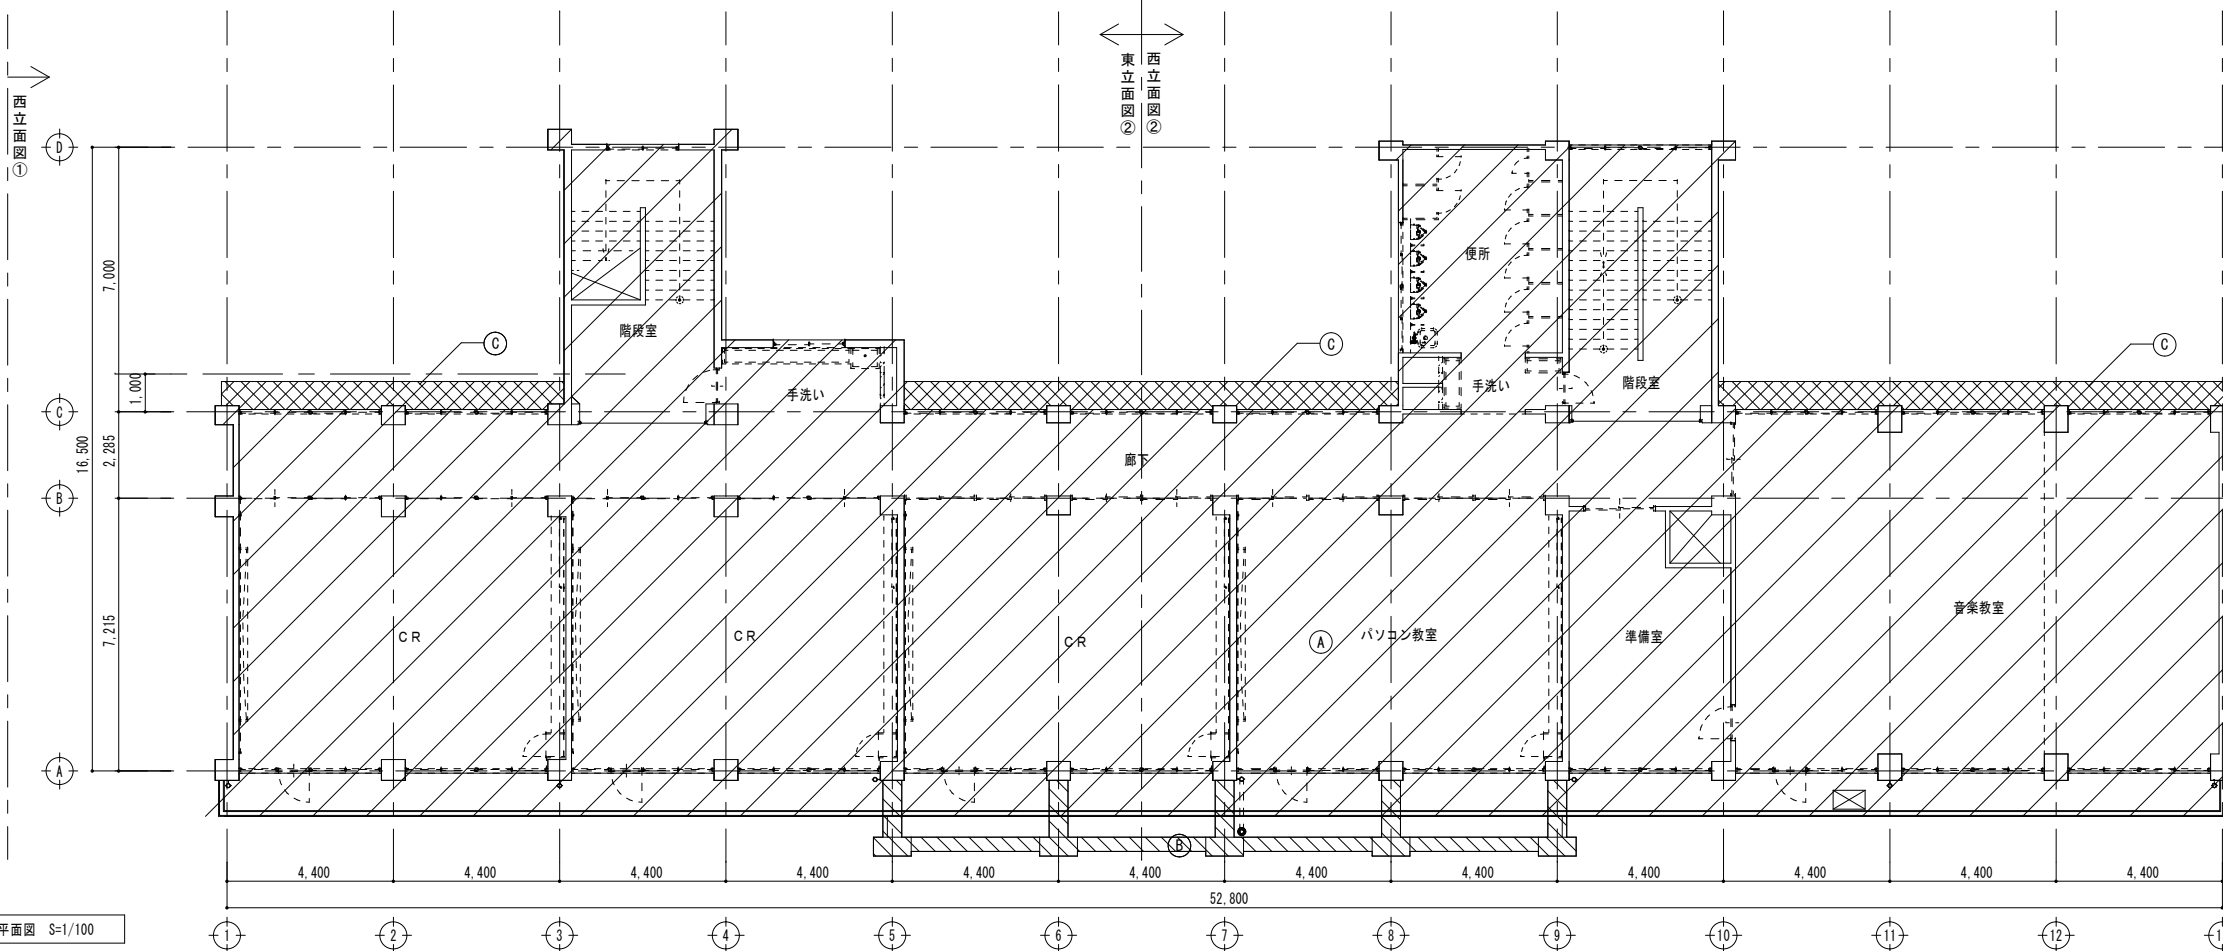 東立面図②
西立面図②
西立面図①
D
7,000
便所
階段室
C
C
C
1,000
手洗い
手洗い
階段室
C
16,500
2,285
廊下
B
7,215
CR
CR
CR
A
パソコン教室
準備室
音楽教室
A
B
4,400
4,400
4,400
4,400
4,400
4,400
4,400
4,400
4,400
4,400
4,400
4,400
52,800
平面図 S=1/100
1
2
3
4
5
6
7
8
9
10
11
12